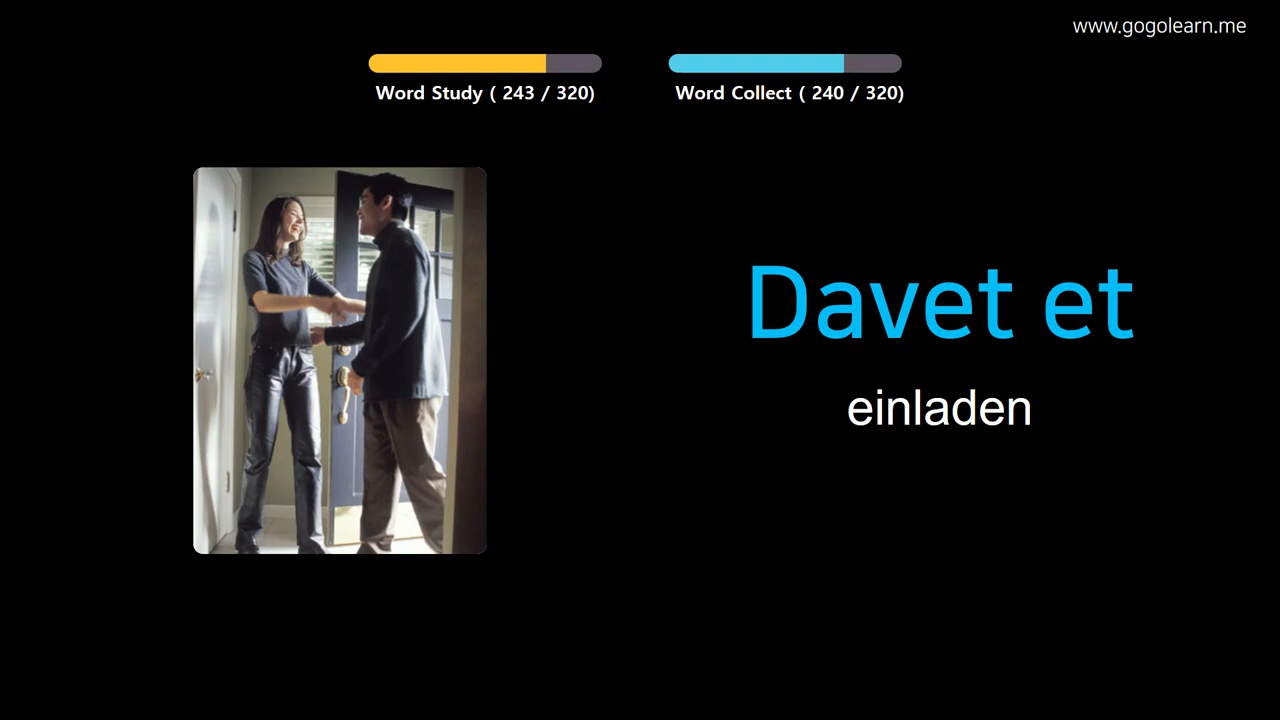 www.gogolearn.me
Word Study ( 243 / 320)
Word Collect ( 240 / 320)
Davet et
einladen